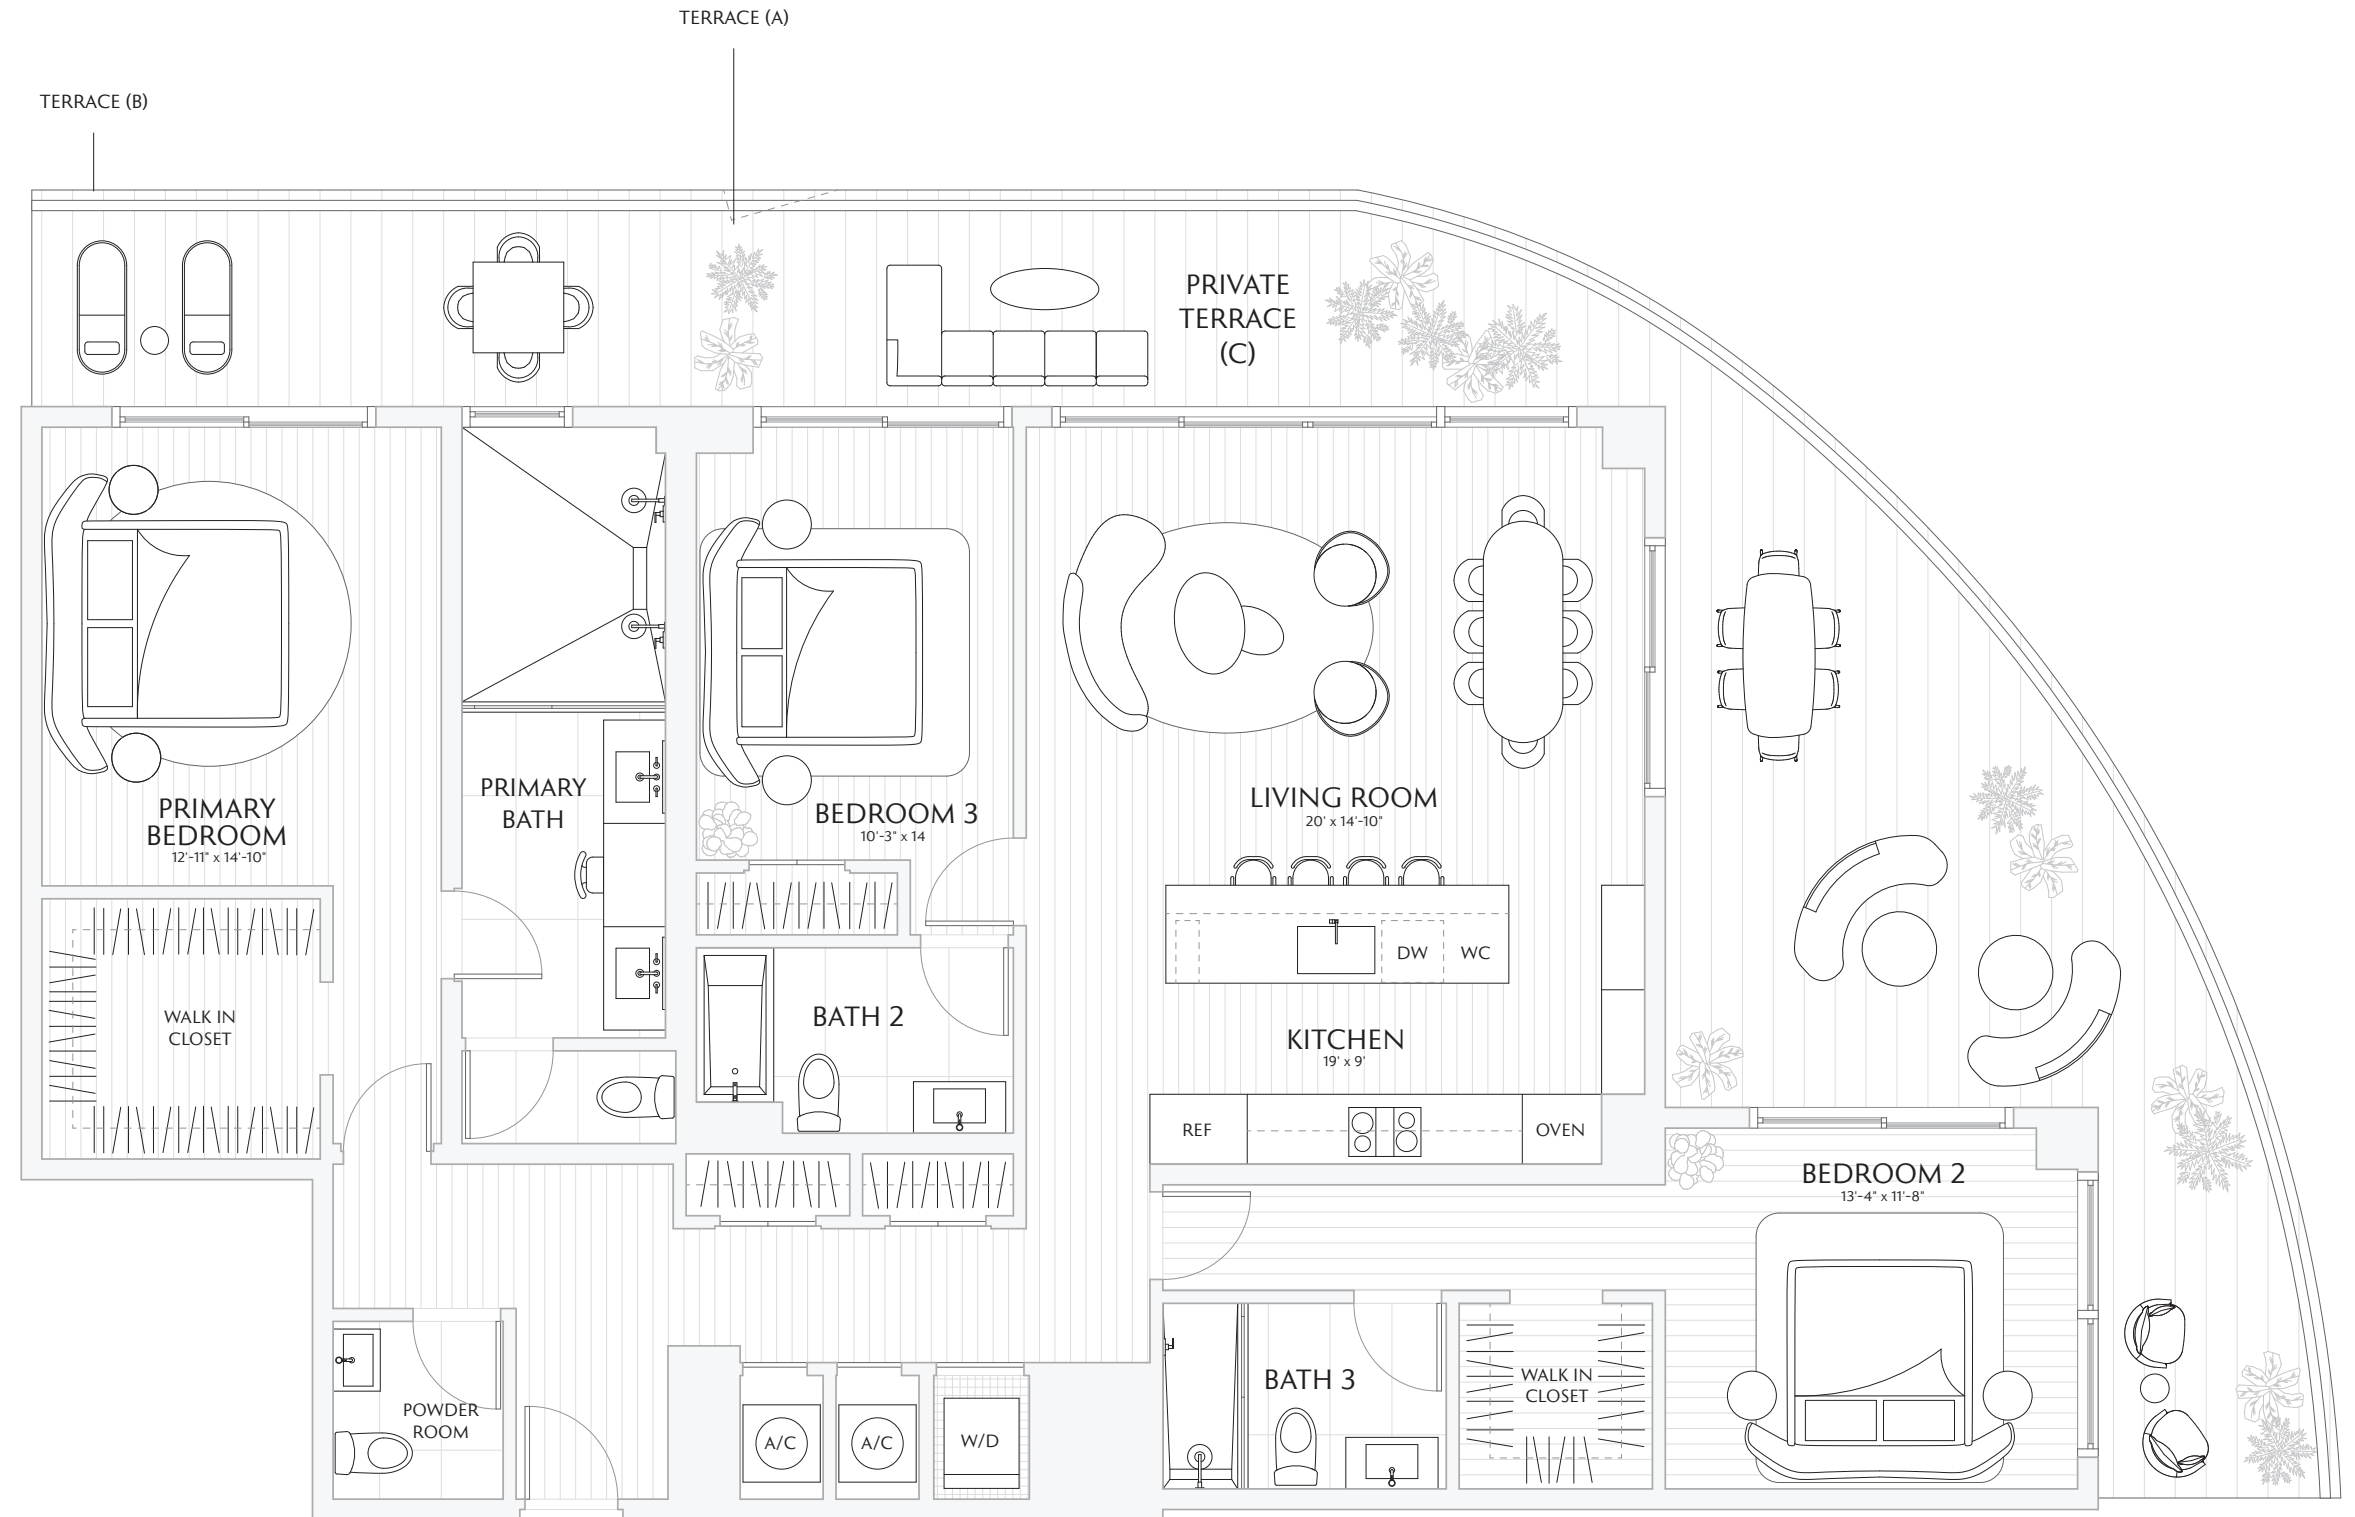 TERRACE (A)
TERRACE (B)
PRIVATE
TERRACE
(C)
PRIMARY
BEDROOM
12'-11" x 14'-10"
PRIMARY
BATH
BEDROOM 3
10'-3" x 14
LIVING ROOM
20' x 14'-10"
DW
WC
WALK IN
CLOSET
BATH 2
KITCHEN
19' x 9'
REF
OVEN
BEDROOM 2
13'-4" x 11'-8"
POWDER
ROOM
A/C
A/C
W/D
BATH 3
WALK IN
CLOSET